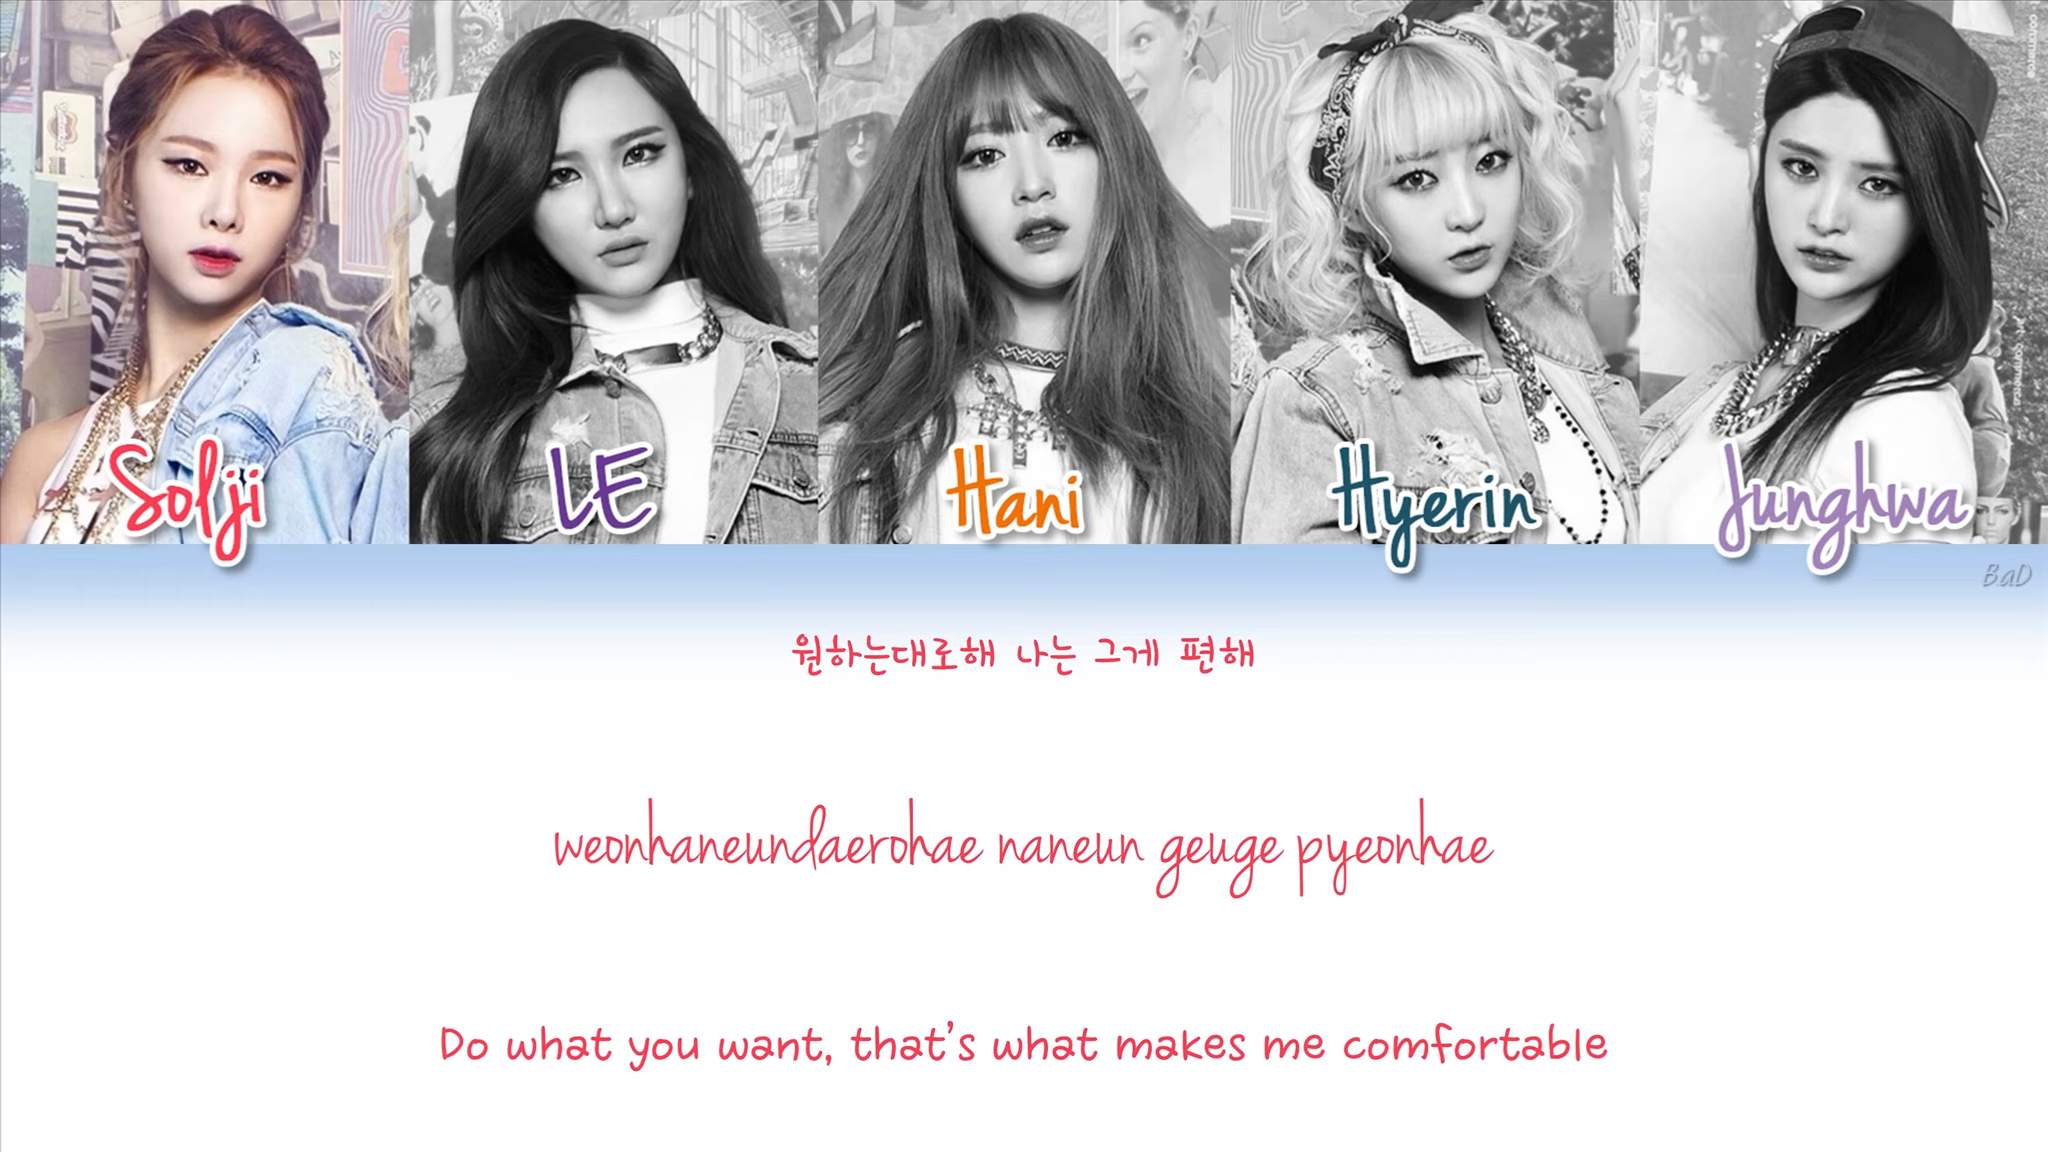 Solji
LE
Hani
Hyerin
Junghwa
BaD
원하는대로해 나는 그게 편해
weonhaneundaerohae naneun geuge pyeonhae
Do what you want, that's what makes me comfortable